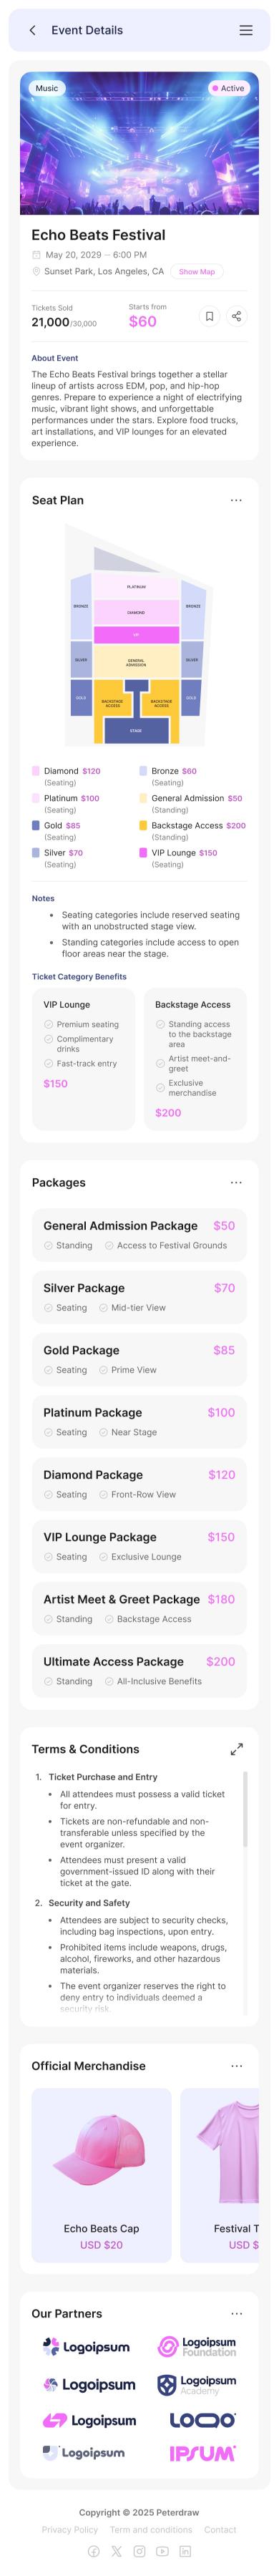 Event Details
Music
Active
Echo Beats Festival
May 20, 2029 – 6:00 PM
Sunset Park, Los Angeles, CA
Show Map
Tickets Sold
21,000/30,000
Starts from
$60
About Event
The Echo Beats Festival brings together a stellar
lineup of artists across EDM, pop, and hip-hop
genres. Prepare to experience a night of electrifying
music, vibrant light shows, and unforgettable
performances under the stars. Explore food trucks,
art installations, and VIP lounges for an elevated
experience.
Seat Plan
PLATINUM
BRONZE
DIAMOND
BRONZE
VIP
SILVER
GENERAL
ADMISSION
SILVER
GOLD
BACKSTAGE
ACCESS
BACKSTAGE
ACCESS
GOLD
STAGE
Diamond $120
(Seating)
Bronze $60
(Seating)
Platinum $100
(Seating)
General Admission $50
(Standing)
Gold $85
(Seating)
Backstage Access $200
(Standing)
Silver $70
(Seating)
VIP Lounge $150
(Seating)
Notes
• Seating categories include reserved seating
with an unobstructed stage view.
• Standing categories include access to open
floor areas near the stage.
Ticket Category Benefits
VIP Lounge
Premium seating
Complimentary
drinks
Fast-track entry
$150
Backstage Access
Standing access
to the backstage
area
Artist meet-and-
greet
Exclusive
merchandise
$200
Packages
General Admission Package $50
Standing Access to Festival Grounds
Silver Package $70
Seating Mid-tier View
Gold Package $85
Seating Prime View
Platinum Package $100
Seating Near Stage
Diamond Package $120
Seating Front-Row View
VIP Lounge Package $150
Seating Exclusive Lounge
Artist Meet & Greet Package $180
Standing Backstage Access
Ultimate Access Package $200
Standing All-Inclusive Benefits
Terms & Conditions
1. Ticket Purchase and Entry
• All attendees must possess a valid ticket
for entry.
• Tickets are non-refundable and non-
transferable unless specified by the
event organizer.
• Attendees must present a valid
government-issued ID along with their
ticket at the gate.
2. Security and Safety
• Attendees are subject to security checks,
including bag inspections, upon entry.
• Prohibited items include weapons, drugs,
alcohol, fireworks, and other hazardous
materials.
• The event organizer reserves the right to
deny entry to individuals deemed a
security risk.
Official Merchandise
Echo Beats Cap
USD $20
Festival T
USD $
Our Partners
Logoipsum
Logoipsum
Foundation
Logoipsum
Logoipsum
Academy
Logoipsum
LOQO
Logoipsum
IPSUM
Copyright © 2025 Peterdraw
Privacy Policy Term and conditions Contact